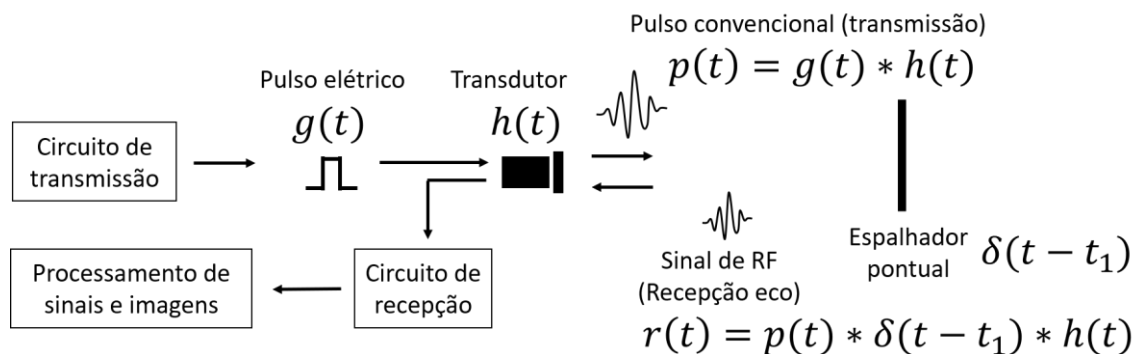 Pulso convencional (transmissão)
p(t) = g(t) * h(t)
Pulso elétrico
g(t)
Transdutor
h(t)
Circuito de
transmissão
Espalhador
pontual
δ(t − t₁)
Sinal de RF
(Recepção eco)
r(t) = p(t) * δ(t − t₁) * h(t)
Circuito de
recepção
Processamento de
sinais e imagens